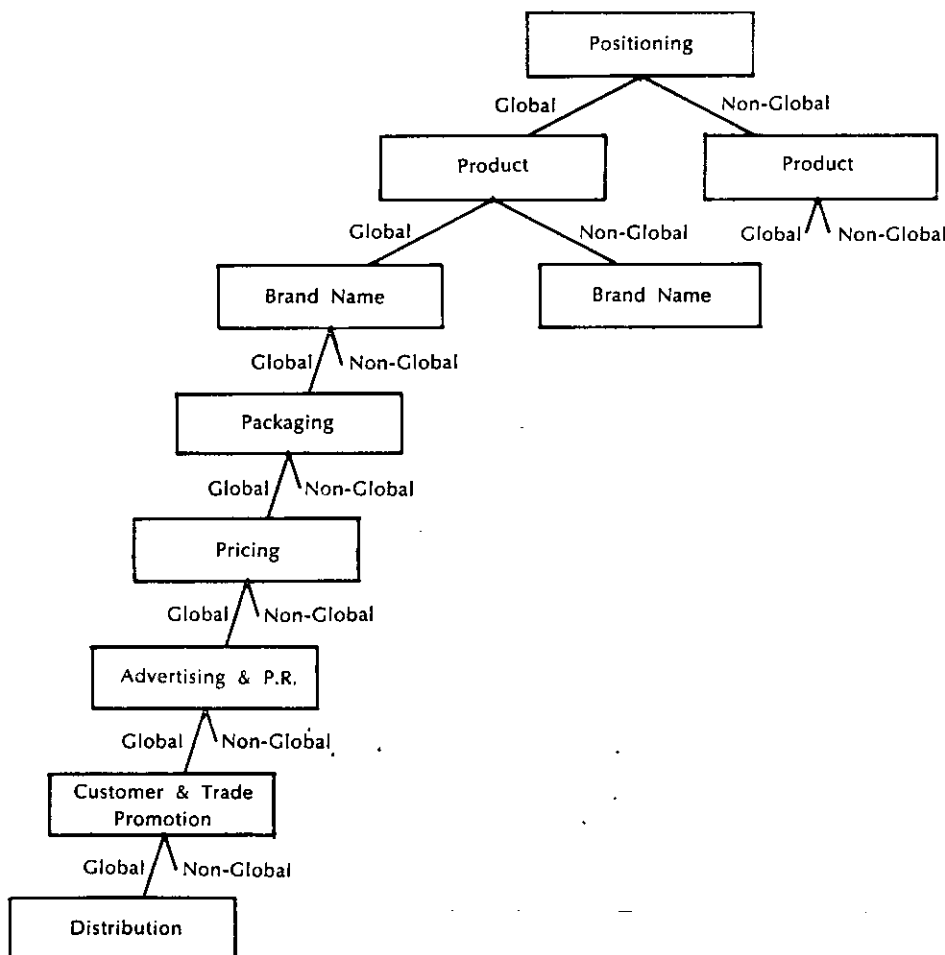 Positioning
Global
Non-Global
Product
Product
Global
Non-Global
Global
Non-Global
Brand Name
Brand Name
Global
Non-Global
Packaging
Global
Non-Global
Pricing
Global
Non-Global
Advertising & P.R.
Global
Non-Global
Customer & Trade
Promotion
Global
Non-Global
Distribution